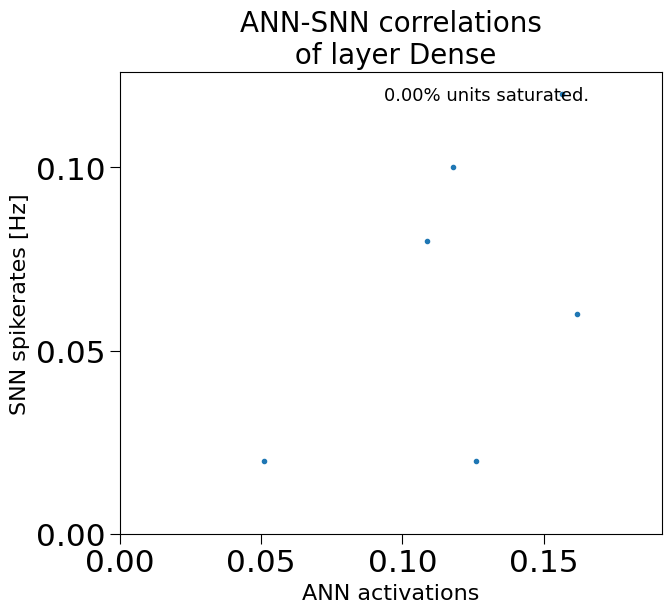 ANN-SNN correlations
of layer Dense
0.00% units saturated.
SNN spikerates [Hz]
0.10
0.05
0.00
0.00 0.05 0.10 0.15
ANN activations